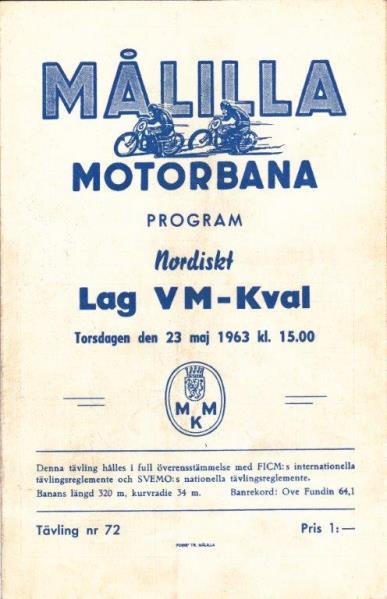 MÅLILLA
MOTORBANA
PROGRAM
Nordiskt
Lag VM-Kval
Torsdagen den 23 maj 1963 kl. 15.00
M M
K
Denna tävling hålles i full överensstämmelse med FICM:s internationella
tävlingsreglemente och SVEMO:s nationella tävlingsreglemente.
Banans längd 320 m, kurvradie 34 m. Banrekord: Ove Fundin 64,1
Tävling nr 72 Pris 1:—
TR. MÅLILLA